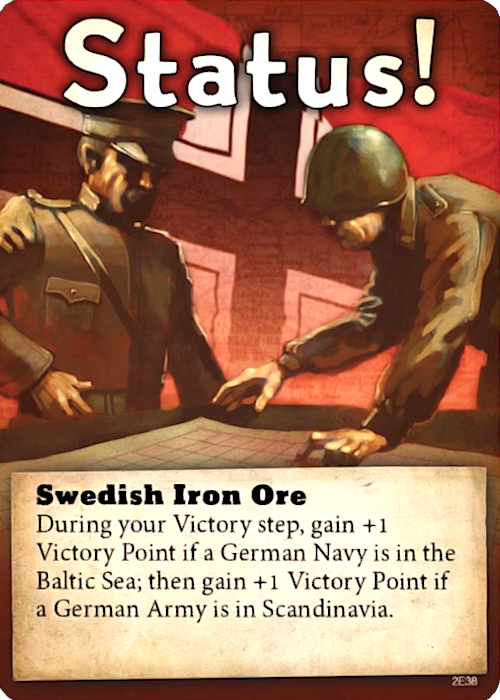 Status!
Swedish Iron Ore
During your Victory step, gain +1
Victory Point if a German Navy is in the
Baltic Sea; then gain +1 Victory Point if
a German Army is in Scandinavia.
2E38